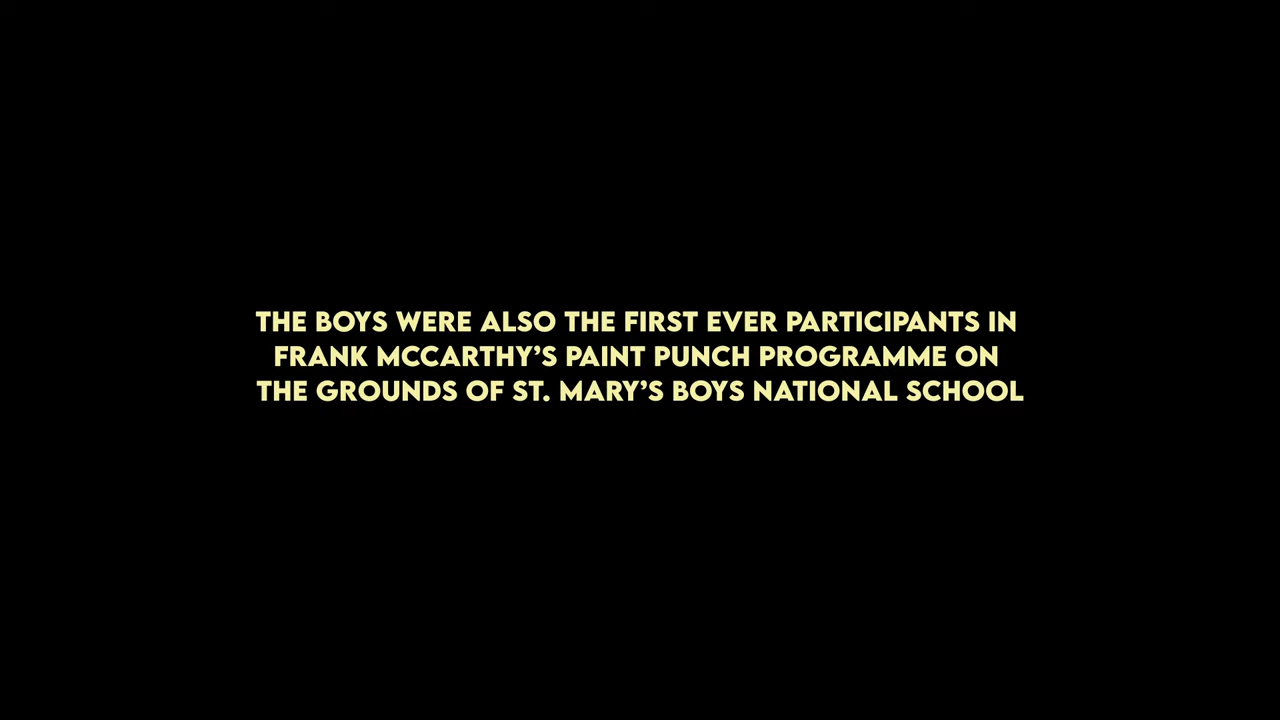 THE BOYS WERE ALSO THE FIRST EVER PARTICIPANTS IN
FRANK MCCARTHY'S PAINT PUNCH PROGRAMME ON
THE GROUNDS OF ST. MARY'S BOYS NATIONAL SCHOOL